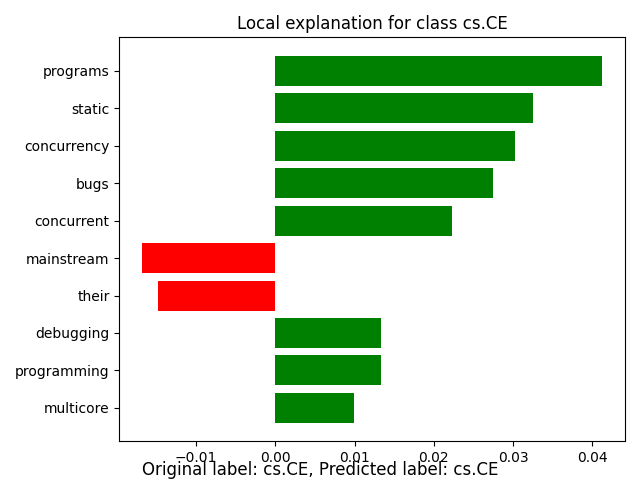 Local explanation for class cs.CE
programs
static
concurrency
bugs
concurrent
mainstream
their
debugging
programming
multicore
−0.01 0.00 0.01 0.02 0.03 0.04
Original label: cs.CE, Predicted label: cs.CE